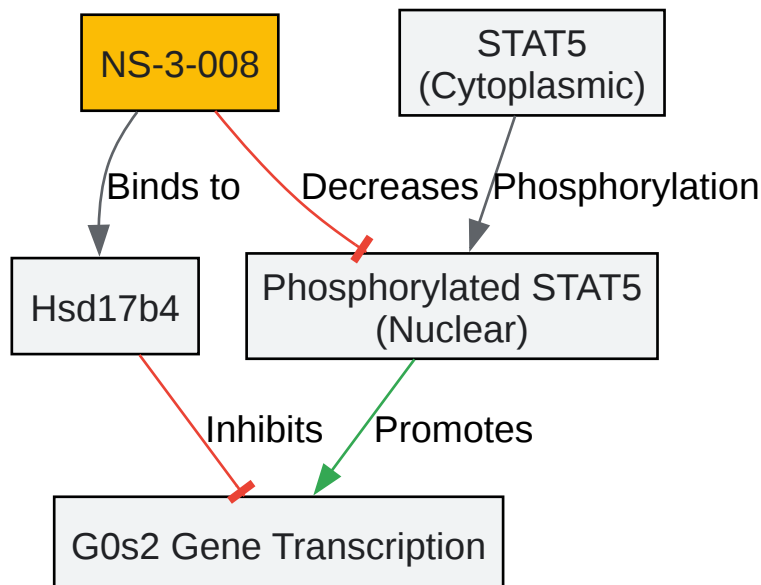 NS-3-008
STAT5
(Cytoplasmic)
Binds to
Decreases
Phosphorylation
Hsd17b4
Phosphorylated STAT5
(Nuclear)
Inhibits
Promotes
G0s2 Gene Transcription